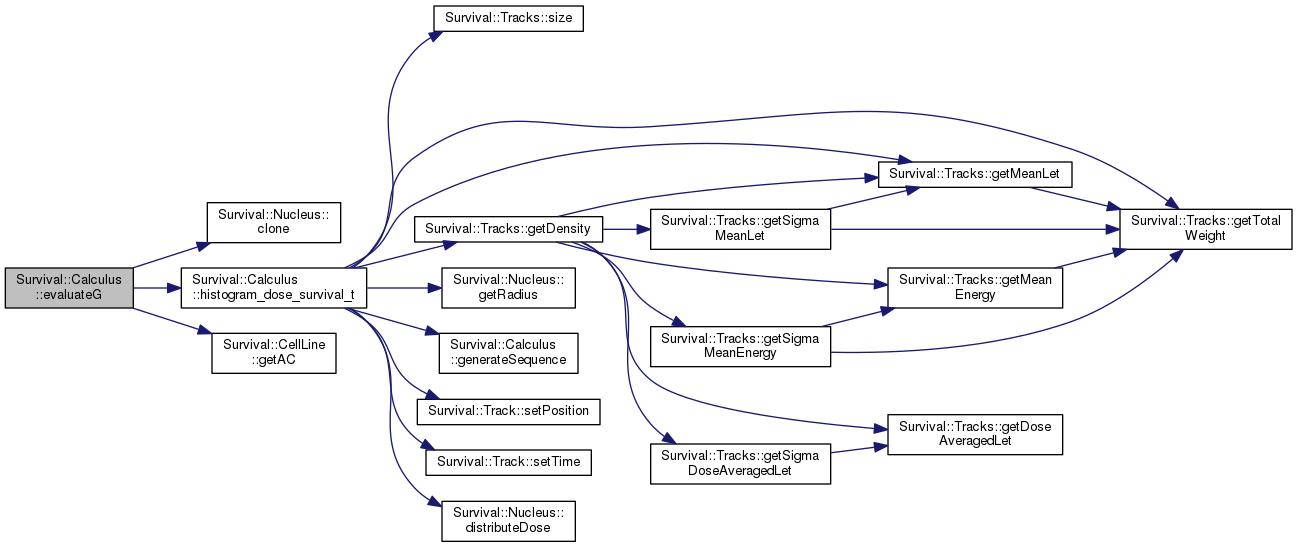 Survival::Calculus
::evaluateG
Survival::Nucleus::
clone
Survival::Calculus
::histogram_dose_survival_t
Survival::CellLine
::getAC
Survival::Tracks::size
Survival::Tracks::getDensity
Survival::Nucleus::
getRadius
Survival::Calculus
::generateSequence
Survival::Track::setPosition
Survival::Track::setTime
Survival::Nucleus::
distributeDose
Survival::Tracks::getSigma
MeanLet
Survival::Tracks::getSigma
MeanEnergy
Survival::Tracks::getSigma
DoseAveragedLet
Survival::Tracks::getMeanLet
Survival::Tracks::getMean
Energy
Survival::Tracks::getDose
AveragedLet
Survival::Tracks::getTotal
Weight